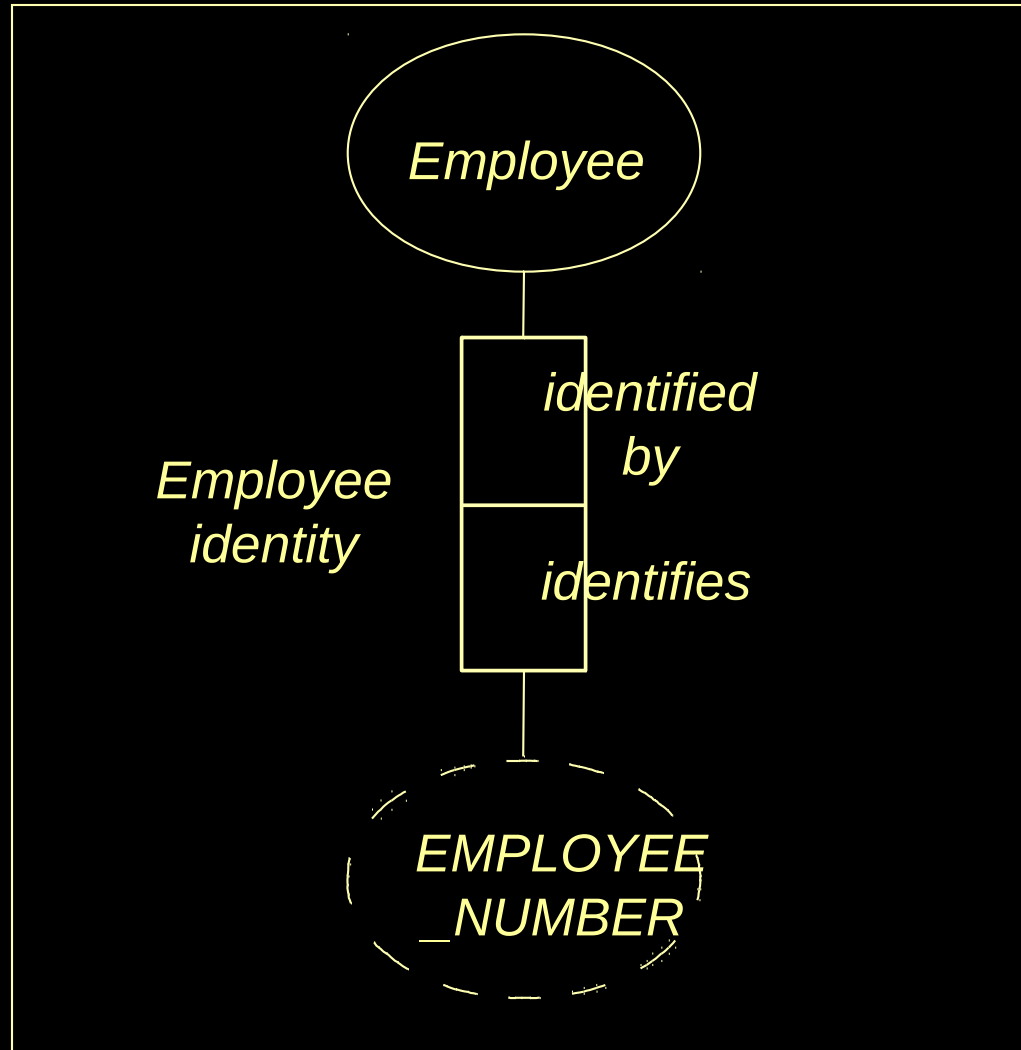 Employee
identified
by
Employee
identity
identifies
EMPLOYEE
_NUMBER